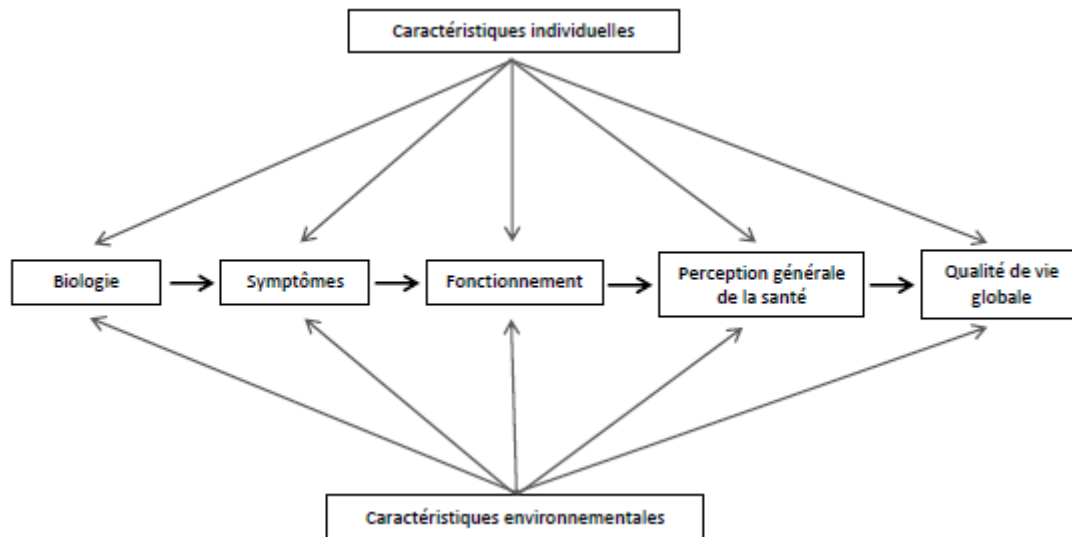 Caractéristiques individuelles
Biologie
Symptômes
Fonctionnement
Perception générale
de la santé
Qualité de vie
globale
Caractéristiques environnementales